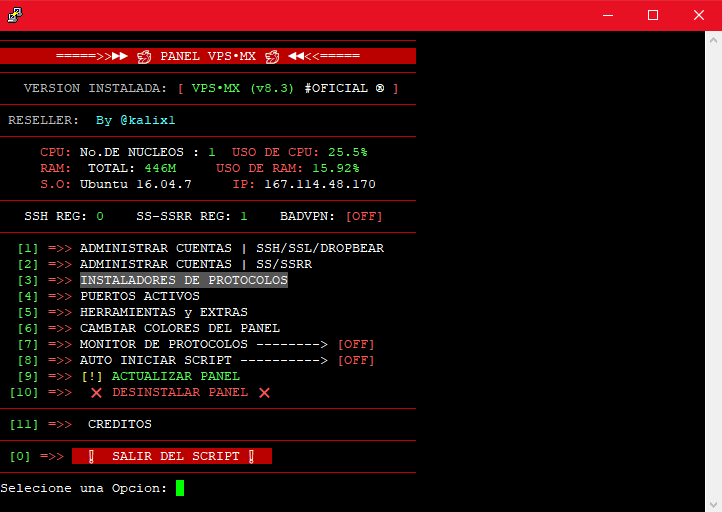 =====>>►► 🐲 PANEL VPS•MX 🐲 ◄◄<<=====
VERSION INSTALADA: [ VPS•MX (v8.3) #OFICIAL ® ]
RESELLER: By @kalix1
CPU: No.DE NUCLEOS : 1 USO DE CPU: 25.5%
RAM: TOTAL: 446M USO DE RAM: 15.92%
S.O: Ubuntu 16.04.7 IP: 167.114.48.170
SSH REG: 0 SS-SSRR REG: 1 BADVPN: [OFF]
[1] =>> ADMINISTRAR CUENTAS | SSH/SSL/DROPBEAR
[2] =>> ADMINISTRAR CUENTAS | SS/SSRR
[3] =>> INSTALADORES DE PROTOCOLOS
[4] =>> PUERTOS ACTIVOS
[5] =>> HERRAMIENTAS y EXTRAS
[6] =>> CAMBIAR COLORES DEL PANEL
[7] =>> MONITOR DE PROTOCOLOS --------> [OFF]
[8] =>> AUTO INICIAR SCRIPT ----------> [OFF]
[9] =>> [!] ACTUALIZAR PANEL
[10] =>> ❌ DESINSTALAR PANEL ❌
[11] =>> CREDITOS
[0] =>> ❗ SALIR DEL SCRIPT ❗
Selecione una Opcion: